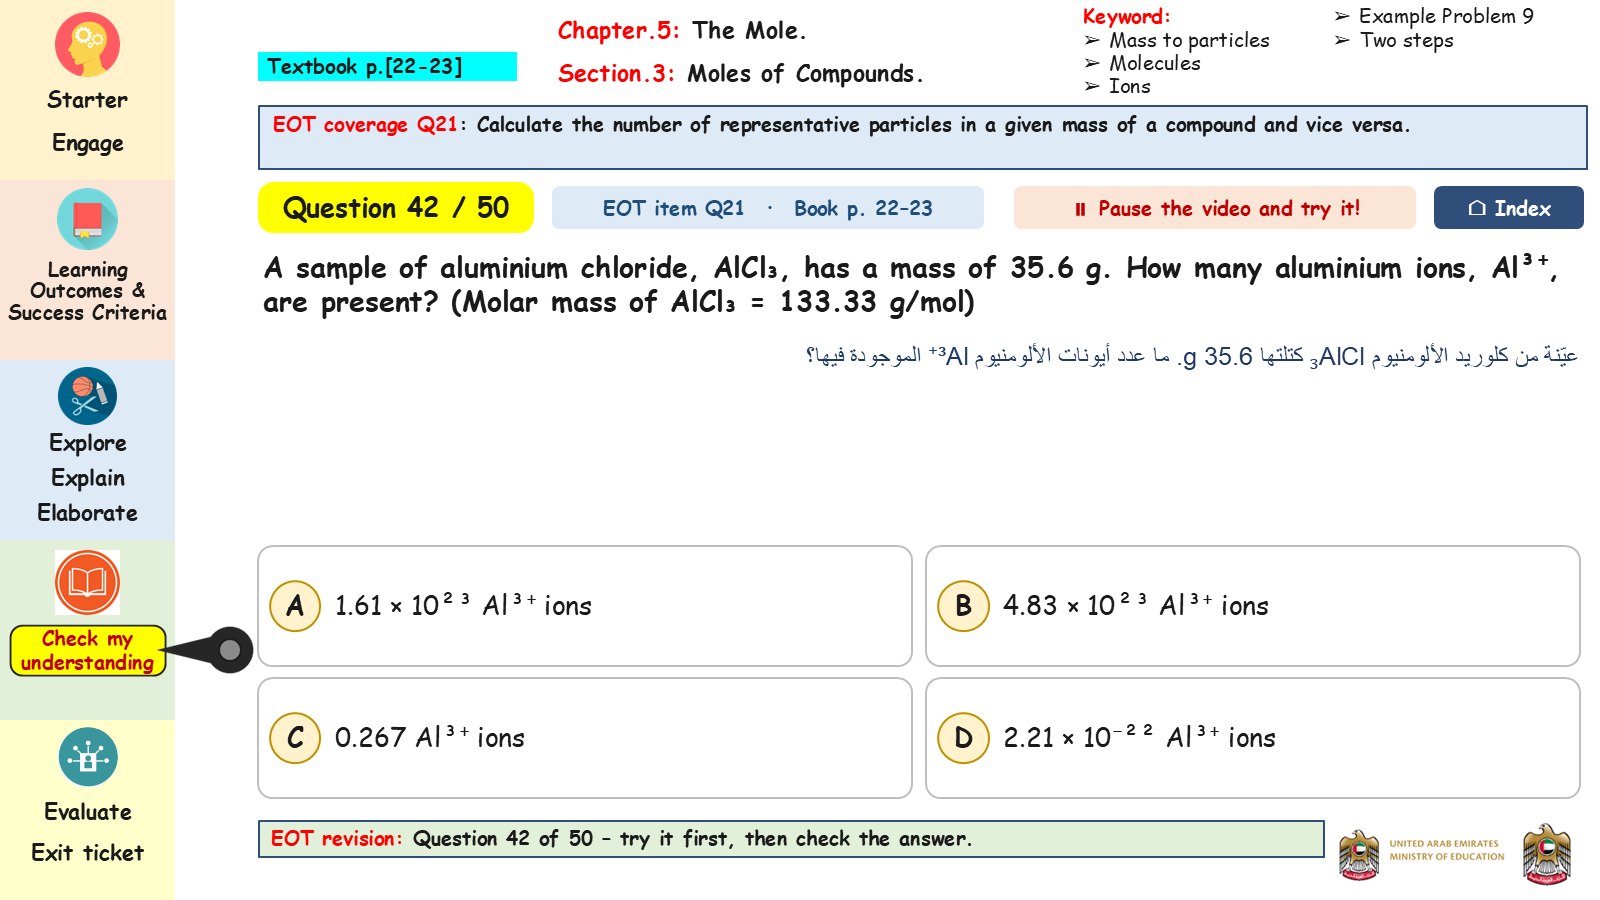 Starter
Engage
Learning
Outcomes &
Success Criteria
Explore
Explain
Elaborate
Check my
understanding
Evaluate
Exit ticket
Textbook p.[22-23]
Chapter.5: The Mole.
Section.3: Moles of Compounds.
Keyword:
➢ Mass to particles
➢ Molecules
➢ Ions
➢ Example Problem 9
➢ Two steps
EOT coverage Q21: Calculate the number of representative particles in a given mass of a compound and vice versa.
Question 42 / 50
EOT item Q21 · Book p. 22–23
⏸ Pause the video and try it!
⌂ Index
A sample of aluminium chloride, AlCl₃, has a mass of 35.6 g. How many aluminium ions, Al³⁺,
are present? (Molar mass of AlCl₃ = 133.33 g/mol)
عيّنة من كلوريد الألومنيوم AlCl₃ كتلتها 35.6 g. ما عدد أيونات الألومنيوم Al³⁺ الموجودة فيها؟
A 1.61 × 10²³ Al³⁺ ions
B 4.83 × 10²³ Al³⁺ ions
C 0.267 Al³⁺ ions
D 2.21 × 10⁻²² Al³⁺ ions
EOT revision: Question 42 of 50 – try it first, then check the answer.
UNITED ARAB EMIRATES
MINISTRY OF EDUCATION